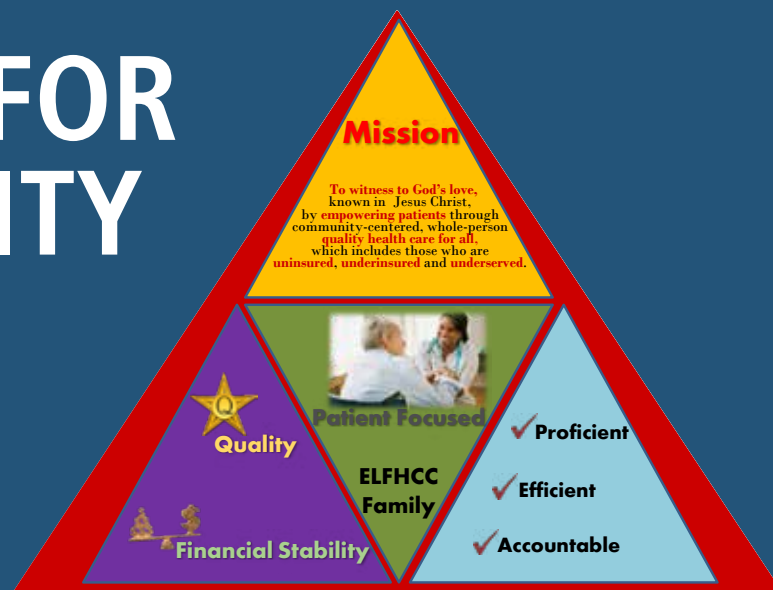 FOR
ITY
Mission
To witness to God's love,
known in Jesus Christ,
by empowering patients through
community-centered, whole-person
quality health care for all,
which includes those who are
uninsured, underinsured and underserved.
Q
Quality
Financial Stability
Patient Focused
ELFHCC
Family
Proficient
Efficient
Accountable